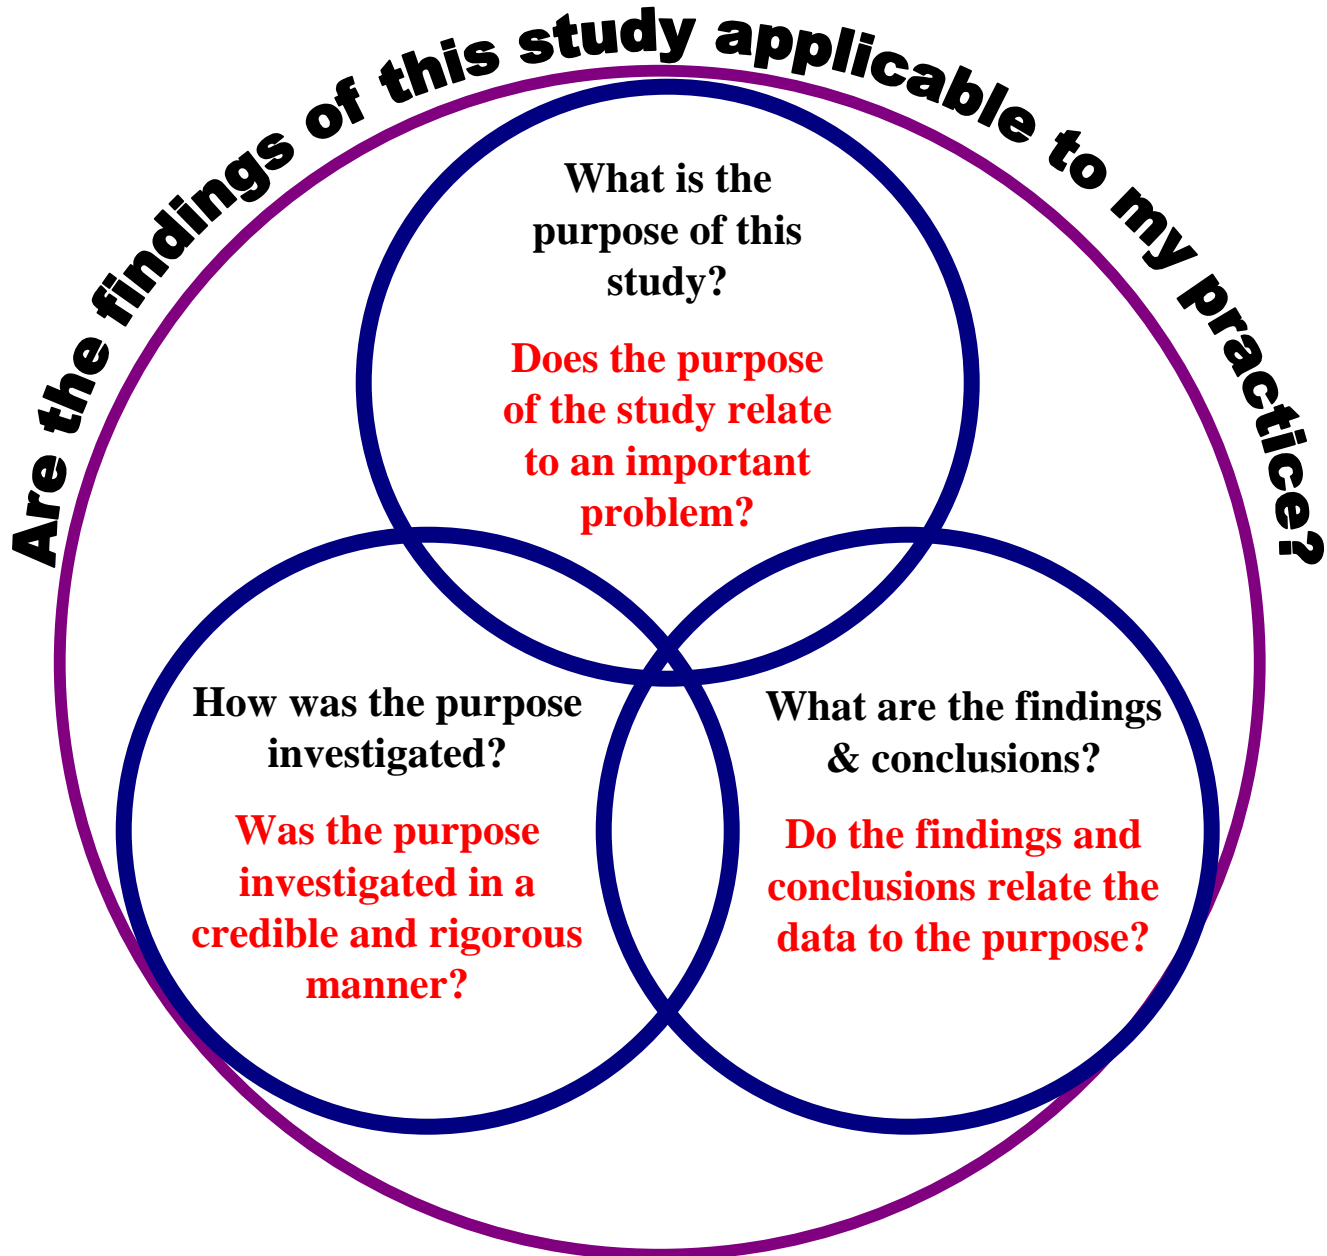 Are the findings of this study applicable to my practice?
What is the
purpose of this
study?
Does the purpose
of the study relate
to an important
problem?
How was the purpose
investigated?
Was the purpose
investigated in a
credible and rigorous
manner?
What are the findings
& conclusions?
Do the findings and
conclusions relate the
data to the purpose?